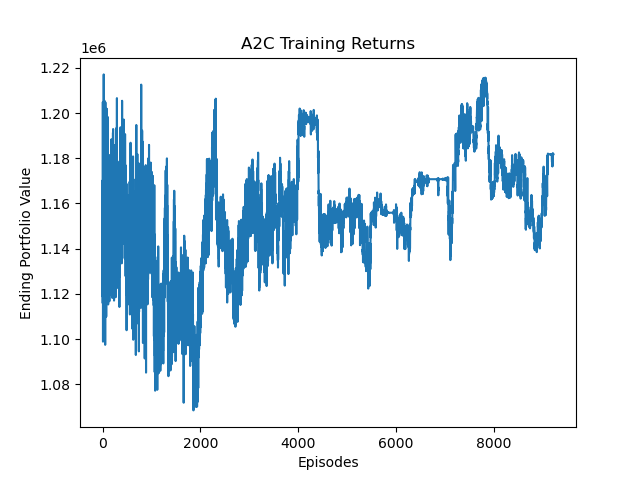 A2C Training Returns
1e6
1.22
1.20
1.18
1.16
1.14
1.12
1.10
1.08
Ending Portfolio Value
0 2000 4000 6000 8000
Episodes